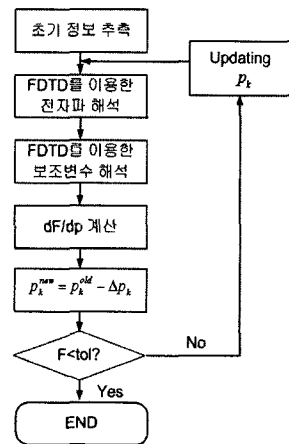 초기 정보 추측
Updating
p_k
FDTD를 이용한
전자파 해석
FDTD를 이용한
보조변수 해석
dF/dp 계산
p_k^{new} = p_k^{old} − Δp_k
F<tol?
No
Yes
END